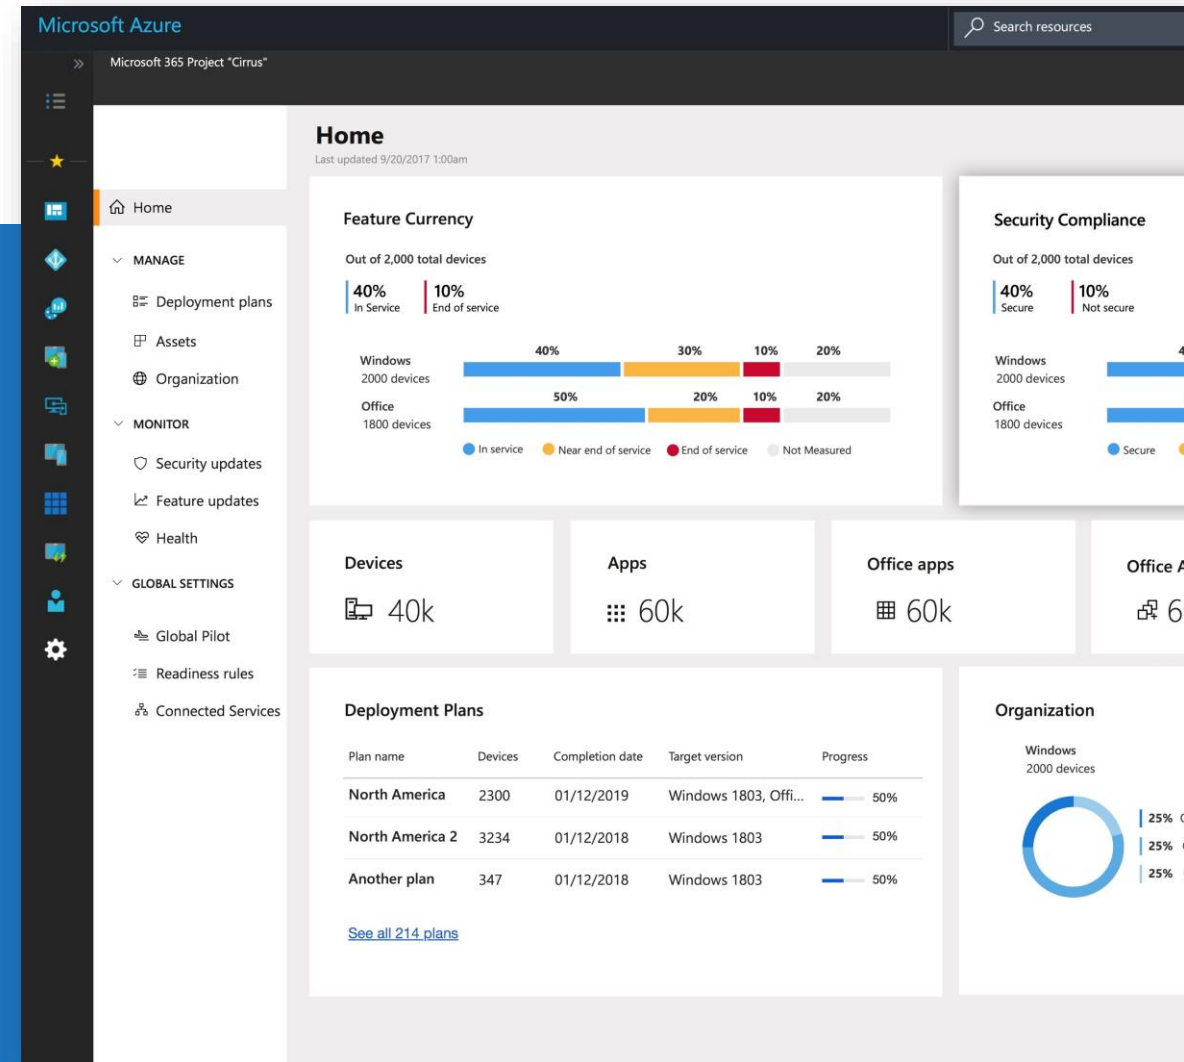 Microsoft Azure
Search resources
Microsoft 365 Project "Cirrus"
Home
Last updated 9/20/2017 1:00am
Home
MANAGE
Deployment plans
Assets
Organization
MONITOR
Security updates
Feature updates
Health
GLOBAL SETTINGS
Global Pilot
Readiness rules
Connected Services
Feature Currency
Out of 2,000 total devices
40% 10%
In Service End of service
40% 30% 10% 20%
Windows
2000 devices
50% 20% 10% 20%
Office
1800 devices
In service Near end of service End of service Not Measured
Security Compliance
Out of 2,000 total devices
40% 10%
Secure Not secure
Windows
2000 devices
Office
1800 devices
Secure
Devices
40k
Apps
60k
Office apps
60k
Office
Deployment Plans
Plan name Devices Completion date Target version Progress
North America 2300 01/12/2019 Windows 1803, Offi... 50%
North America 2 3234 01/12/2018 Windows 1803 50%
Another plan 347 01/12/2018 Windows 1803 50%
See all 214 plans
Organization
Windows
2000 devices
25%
25%
25%